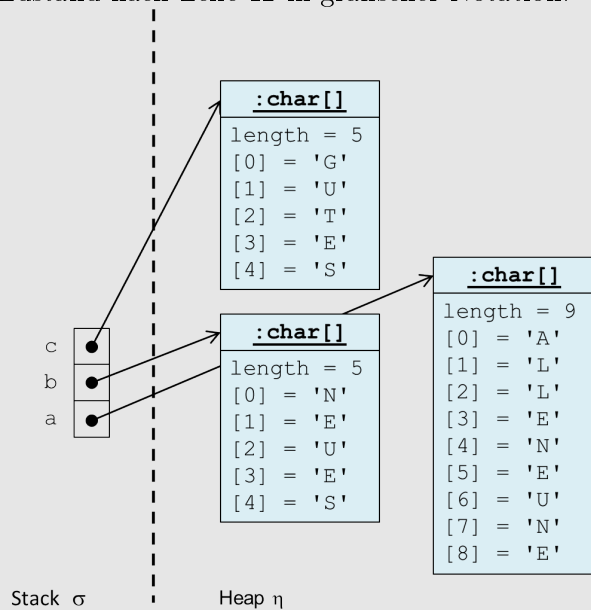 Zustand nach Zeile 12 in grafischer Notation.
:char[]
length = 5
[0] = 'G'
[1] = 'U'
[2] = 'T'
[3] = 'E'
[4] = 'S'
:char[]
length = 9
[0] = 'A'
[1] = 'L'
[2] = 'L'
[3] = 'E'
[4] = 'N'
[5] = 'E'
[6] = 'U'
[7] = 'N'
[8] = 'E'
:char[]
length = 5
[0] = 'N'
[1] = 'E'
[2] = 'U'
[3] = 'E'
[4] = 'S'
c
b
a
Stack σ
Heap η